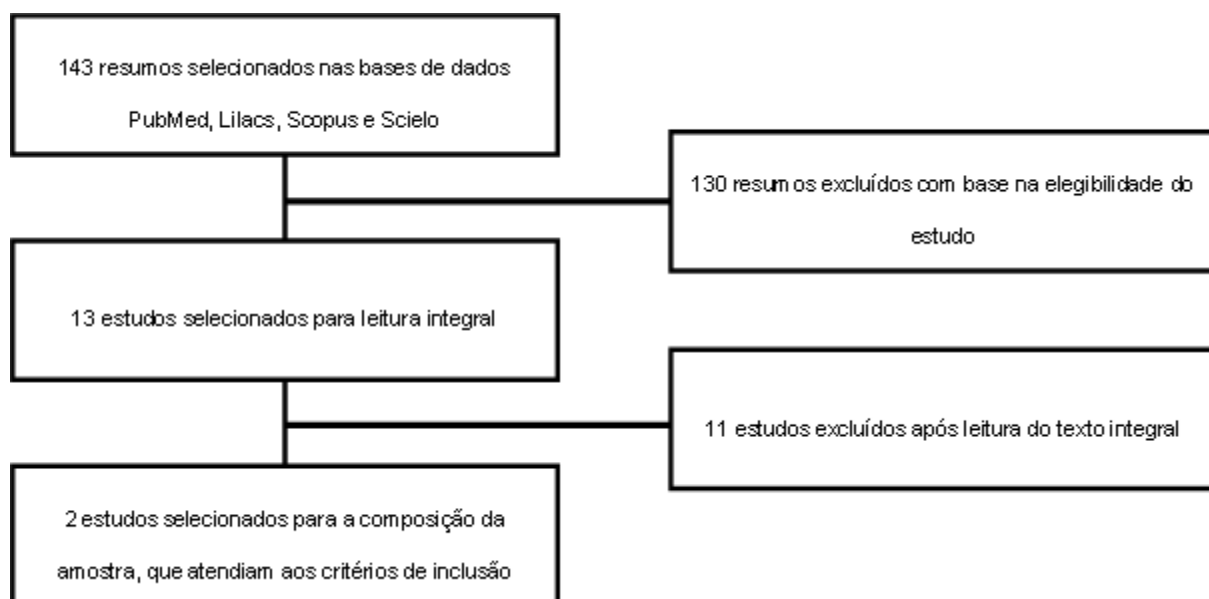 143 resumos selecionados nas bases de dados
PubMed, Lilacs, Scopus e Scielo
130 resumos excluídos com base na elegibilidade do
estudo
13 estudos selecionados para leitura integral
11 estudos excluídos após leitura do texto integral
2 estudos selecionados para a composição da
amostra, que atendiam aos critérios de inclusão